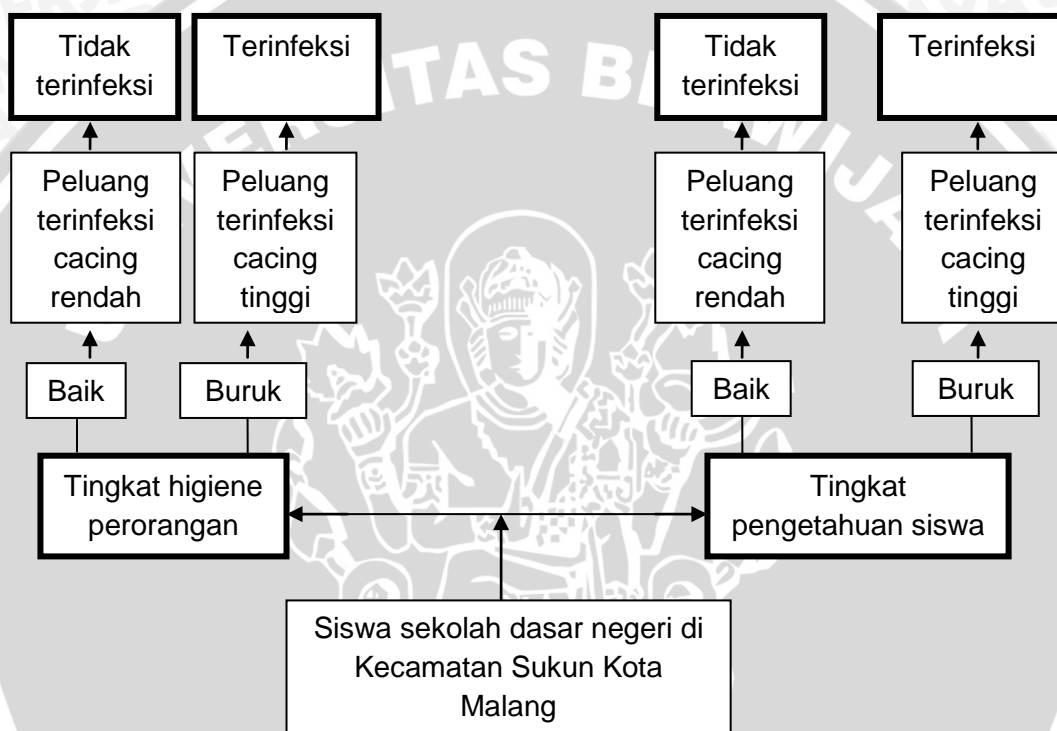 Tidak
terinfeksi
Terinfeksi
Tidak
terinfeksi
Terinfeksi
Peluang
terinfeksi
cacing
rendah
Peluang
terinfeksi
cacing
tinggi
Peluang
terinfeksi
cacing
rendah
Peluang
terinfeksi
cacing
tinggi
Baik
Buruk
Baik
Buruk
Tingkat higiene
perorangan
Tingkat
pengetahuan siswa
Siswa sekolah dasar negeri di
Kecamatan Sukun Kota
Malang